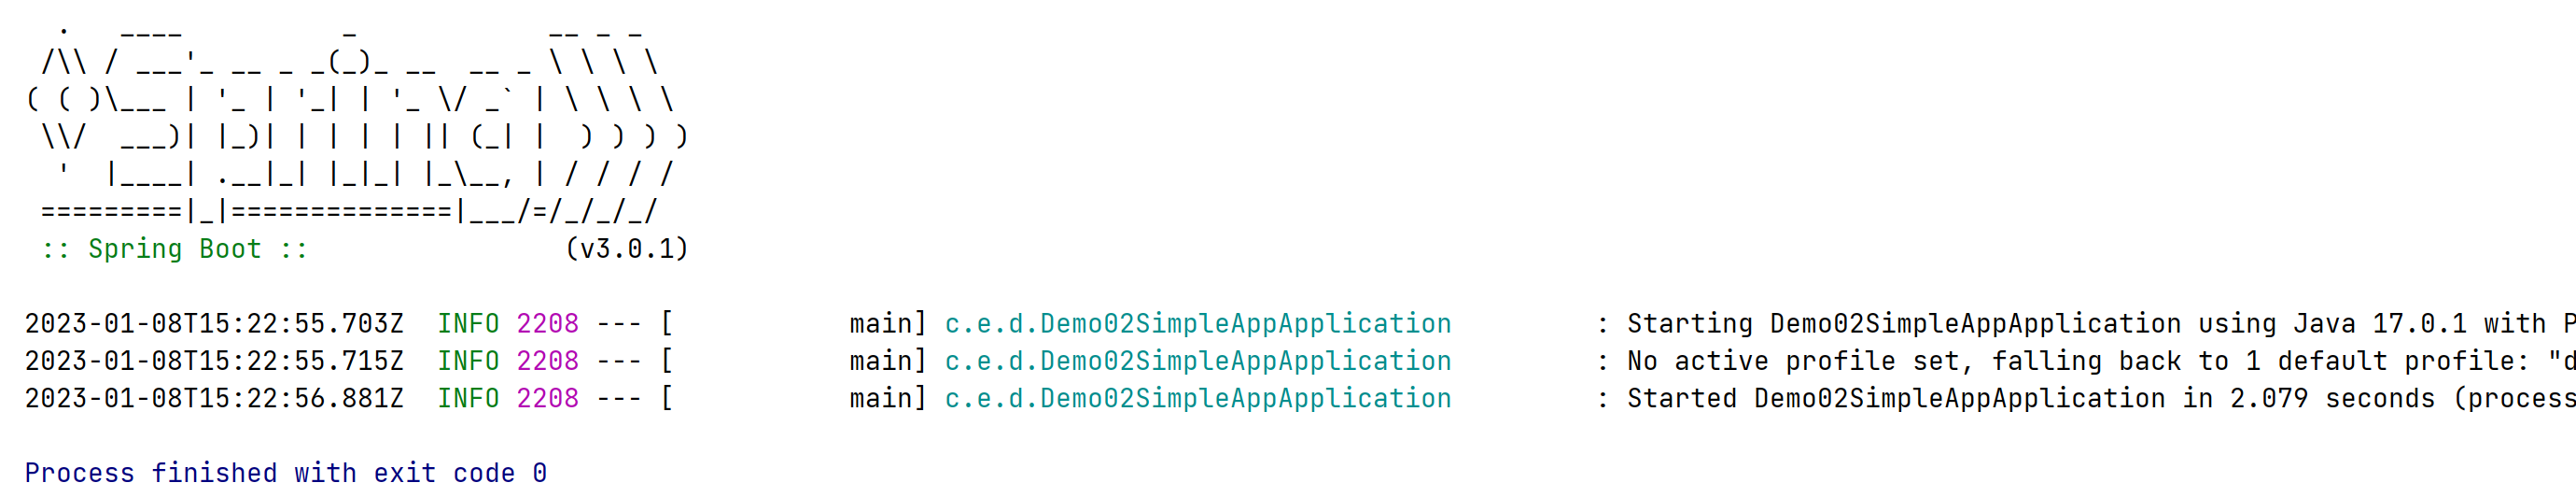 .   ____          _            __ _ _
 /\\ / ___'_ __ _ _(_)_ __  __ _ \ \ \ \
( ( )\___ | '_ | '_| | '_ \/ _` | \ \ \ \
 \\/  ___)| |_)| | | | | || (_| |  ) ) ) )
  '  |____| .__|_| |_|_| |_\__, | / / / /
 =========|_|==============|___/=/_/_/_/
 :: Spring Boot ::                (v3.0.1)
2023-01-08T15:22:55.703Z  INFO 2208 --- [           main] c.e.d.Demo02SimpleAppApplication         : Starting Demo02SimpleAppApplication using Java 17.0.1 with P
2023-01-08T15:22:55.715Z  INFO 2208 --- [           main] c.e.d.Demo02SimpleAppApplication         : No active profile set, falling back to 1 default profile: "d
2023-01-08T15:22:56.881Z  INFO 2208 --- [           main] c.e.d.Demo02SimpleAppApplication         : Started Demo02SimpleAppApplication in 2.079 seconds (process
Process finished with exit code 0